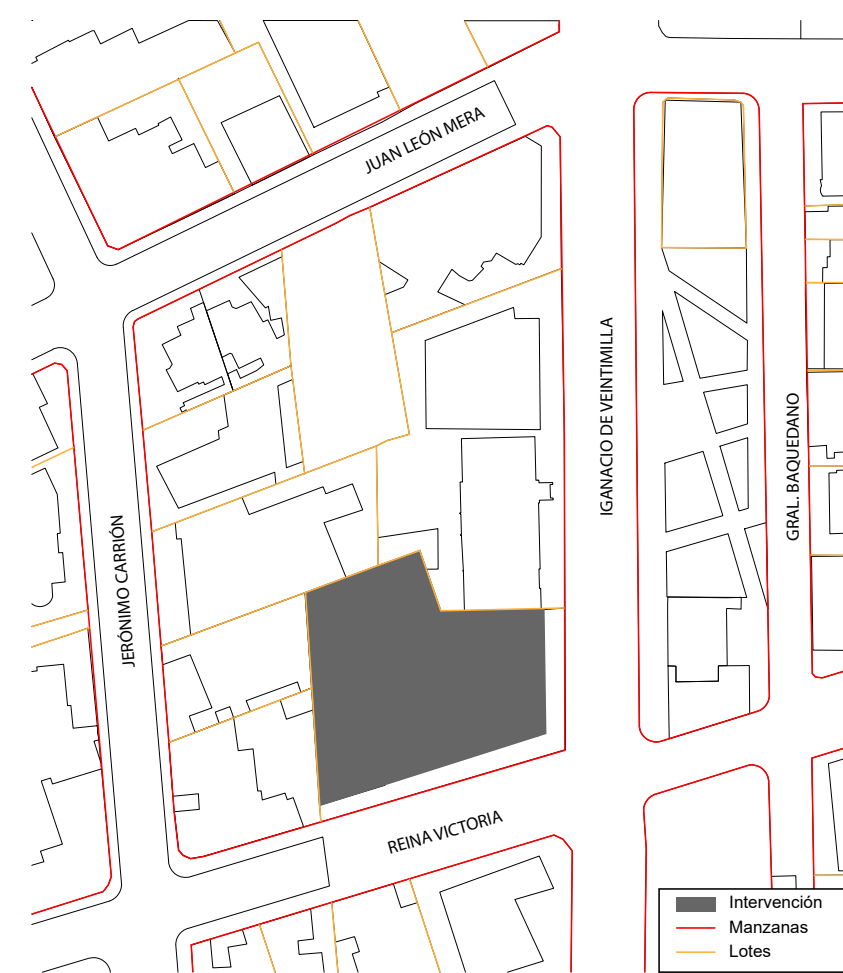 JUAN LEÓN MERA
IGANACIO DE VEINTIMILLA
GRAL. BAQUEDANO
JERÓNIMO CARRIÓN
REINA VICTORIA
Intervención
Manzanas
Lotes